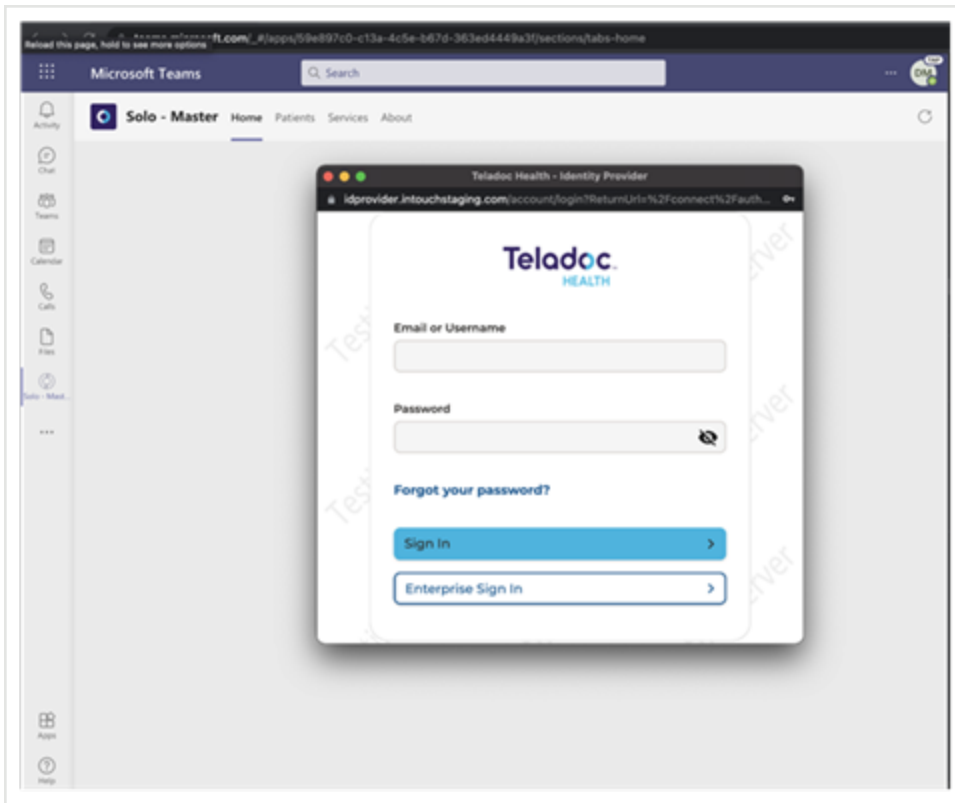 teams.microsoft.com/_#/apps/59e897c0-c13a-4c5e-b67d-363ed4449a3f/sections/tabs-home
Reload this page, hold to see more options
Microsoft Teams
Search
DM
Activity
Solo - Master Home Patients Services About
Chat
Teams
Calendar
Calls
Files
Solo - Mast...
Teladoc Health - Identity Provider
idprovider.intouchstaging.com/account/login?ReturnUrl=%2Fconnect%2Fauth...
Teladoc
HEALTH
Email or Username
Password
Forgot your password?
Sign In
Enterprise Sign In
Apps
Help